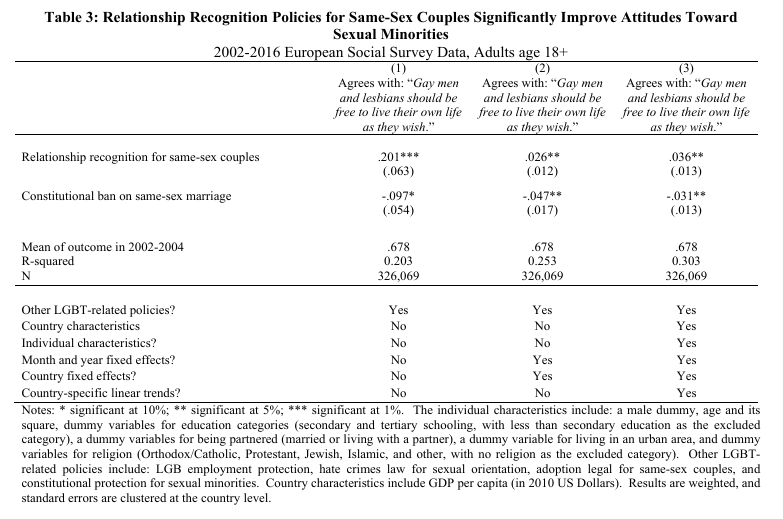 Table 3: Relationship Recognition Policies for Same-Sex Couples Significantly Improve Attitudes Toward
Sexual Minorities
2002-2016 European Social Survey Data, Adults age 18+
(1) (2) (3)
Agrees with: “Gay men Agrees with: “Gay men Agrees with: “Gay men
and lesbians should be and lesbians should be and lesbians should be
free to live their own life free to live their own life free to live their own life
as they wish.” as they wish.” as they wish.”
Relationship recognition for same-sex couples .201*** .026** .036**
(.063) (.012) (.013)
Constitutional ban on same-sex marriage -.097* -.047** -.031**
(.054) (.017) (.013)
Mean of outcome in 2002-2004 .678 .678 .678
R-squared 0.203 0.253 0.303
N 326,069 326,069 326,069
Other LGBT-related policies? Yes Yes Yes
Country characteristics No No Yes
Individual characteristics? No No Yes
Month and year fixed effects? No Yes Yes
Country fixed effects? No Yes Yes
Country-specific linear trends? No No Yes
Notes: * significant at 10%; ** significant at 5%; *** significant at 1%. The individual characteristics include: a male dummy, age and its
square, dummy variables for education categories (secondary and tertiary schooling, with less than secondary education as the excluded
category), a dummy variables for being partnered (married or living with a partner), a dummy variable for living in an urban area, and dummy
variables for religion (Orthodox/Catholic, Protestant, Jewish, Islamic, and other, with no religion as the excluded category). Other LGBT-
related policies include: LGB employment protection, hate crimes law for sexual orientation, adoption legal for same-sex couples, and
constitutional protection for sexual minorities. Country characteristics include GDP per capita (in 2010 US Dollars). Results are weighted, and
standard errors are clustered at the country level.